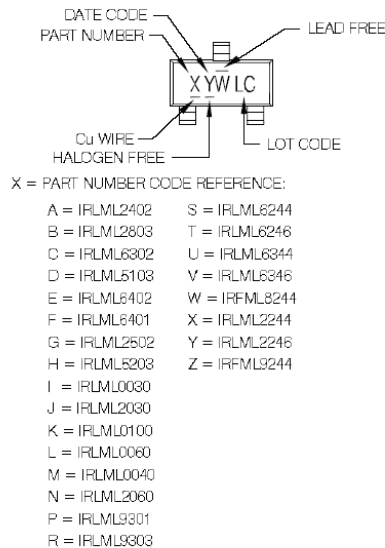 DATE CODE
PART NUMBER
LEAD FREE
X Y W L C
Cu WIRE
HALOGEN FREE
LOT CODE
X = PART NUMBER CODE REFERENCE:
A = IRLML2402 S = IRLML6244
B = IRLML2803 T = IRLML6246
C = IRLML6302 U = IRLML6344
D = IRLML5103 V = IRLML6346
E = IRLML6402 W = IRFML8244
F = IRLML6401 X = IRLML2244
G = IRLML2502 Y = IRLML2246
H = IRLML5203 Z = IRFML9244
I = IRLML0030
J = IRLML2030
K = IRLML0100
L = IRLML0060
M = IRLML0040
N = IRLML2060
P = IRLML9301
R = IRLML9303